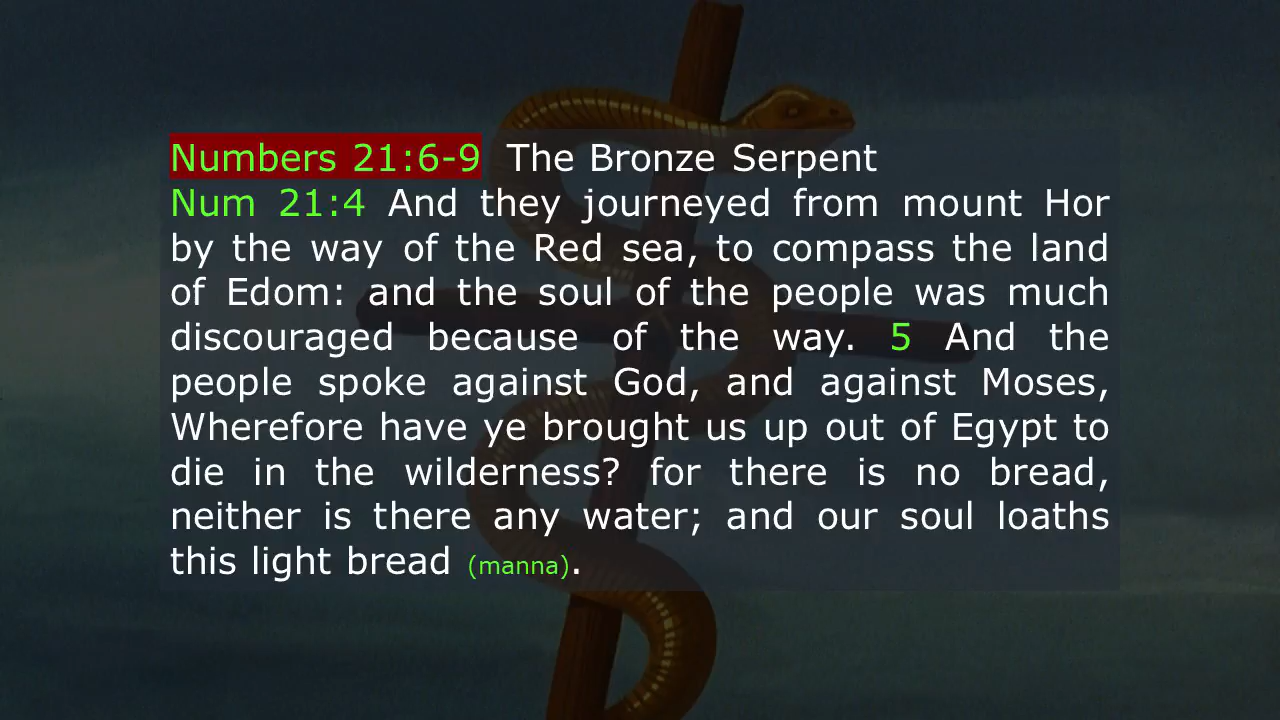 Numbers 21:6-9 The Bronze Serpent
Num 21:4 And they journeyed from mount Hor
by the way of the Red sea, to compass the land
of Edom: and the soul of the people was much
discouraged because of the way. 5 And the
people spoke against God, and against Moses,
Wherefore have ye brought us up out of Egypt to
die in the wilderness? for there is no bread,
neither is there any water; and our soul loaths
this light bread (manna).